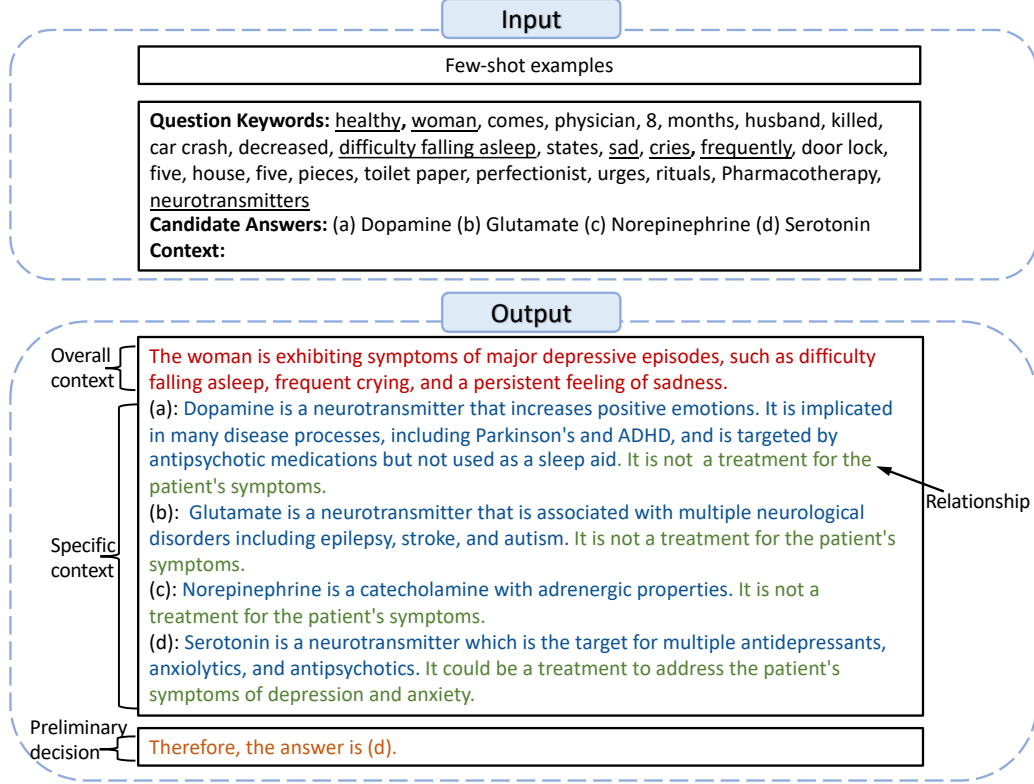 Input
Few-shot examples
Question Keywords: healthy, woman, comes, physician, 8, months, husband, killed,
car crash, decreased, difficulty falling asleep, states, sad, cries, frequently, door lock,
five, house, five, pieces, toilet paper, perfectionist, urges, rituals, Pharmacotherapy,
neurotransmitters
Candidate Answers: (a) Dopamine (b) Glutamate (c) Norepinephrine (d) Serotonin
Context:
Output
Overall
context
The woman is exhibiting symptoms of major depressive episodes, such as difficulty
falling asleep, frequent crying, and a persistent feeling of sadness.
Specific
context
(a): Dopamine is a neurotransmitter that increases positive emotions. It is implicated
in many disease processes, including Parkinson's and ADHD, and is targeted by
antipsychotic medications but not used as a sleep aid. It is not a treatment for the
patient's symptoms.
Relationship
(b): Glutamate is a neurotransmitter that is associated with multiple neurological
disorders including epilepsy, stroke, and autism. It is not a treatment for the patient's
symptoms.
(c): Norepinephrine is a catecholamine with adrenergic properties. It is not a
treatment for the patient's symptoms.
(d): Serotonin is a neurotransmitter which is the target for multiple antidepressants,
anxiolytics, and antipsychotics. It could be a treatment to address the patient's
symptoms of depression and anxiety.
Preliminary
decision
Therefore, the answer is (d).